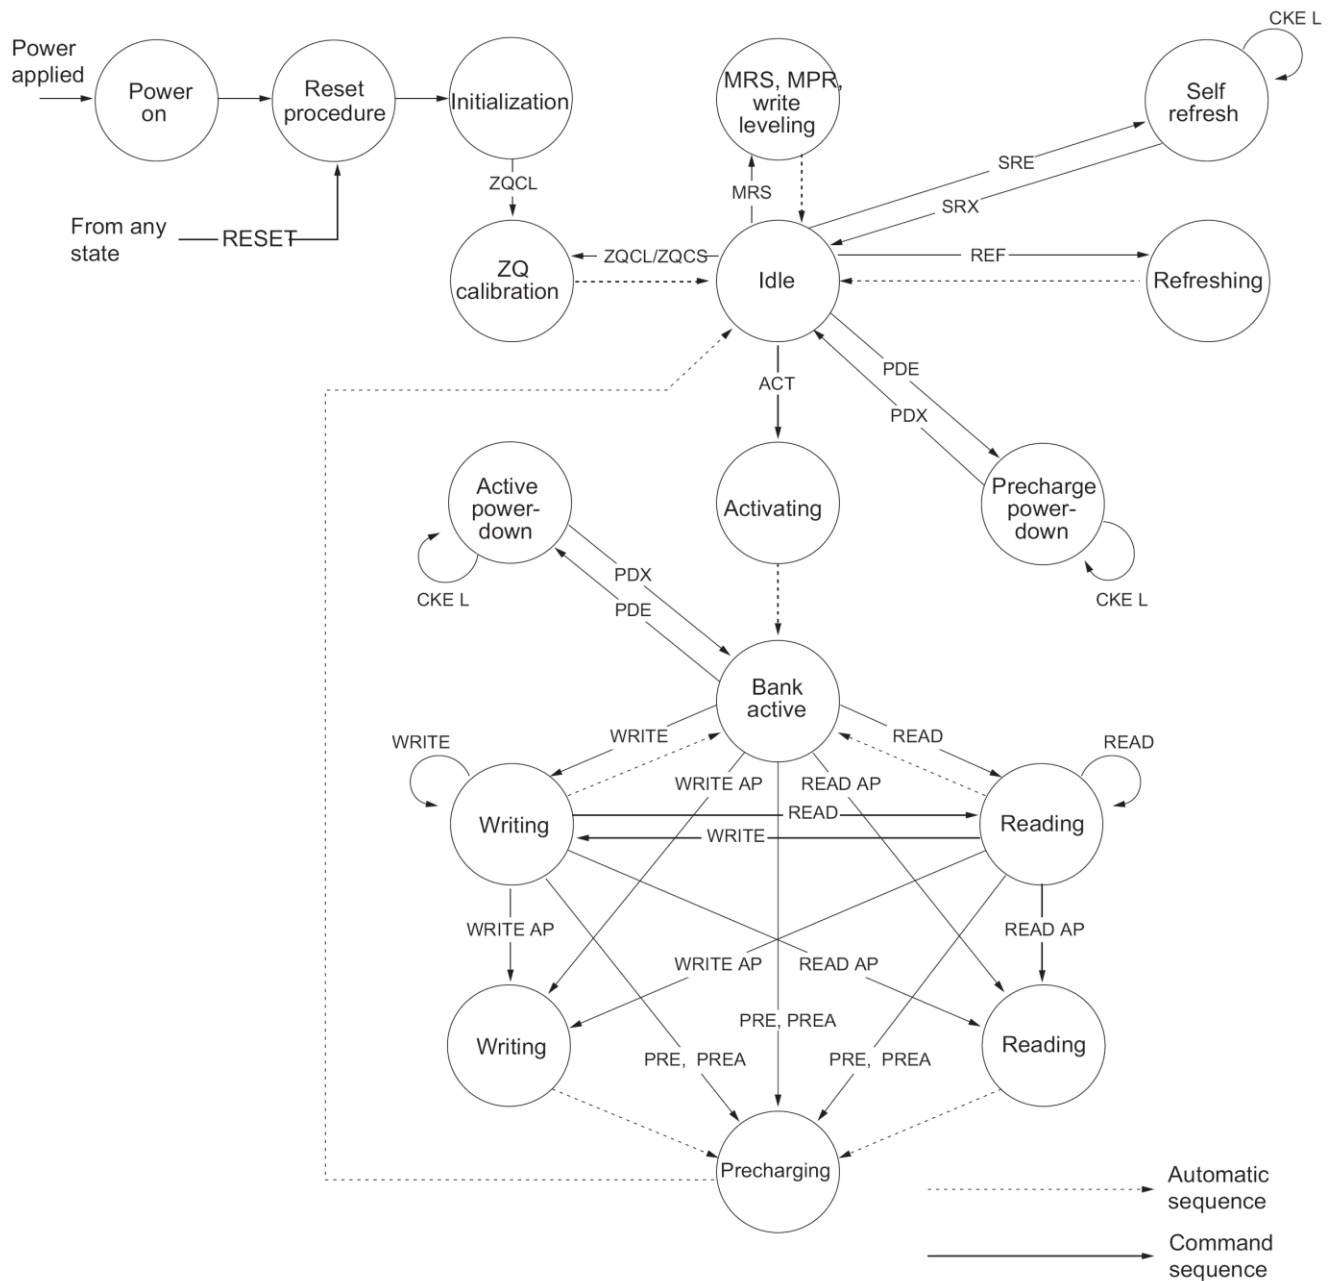 Power
applied
Power
on
Reset
procedure
Initialization
MRS, MPR,
write
leveling
Self
refresh
CKE L
ZQCL
MRS
SRE
SRX
From any
state
RESET
ZQ
calibration
ZQCL/ZQCS
Idle
REF
Refreshing
ACT
PDE
PDX
Active
power-
down
CKE L
Activating
Precharge
power-
down
CKE L
PDX
PDE
Bank
active
WRITE
WRITE
READ
READ
WRITE AP
READ AP
Writing
READ
WRITE
Reading
WRITE AP
READ AP
WRITE AP
READ AP
PRE, PREA
Writing
Reading
PRE, PREA
PRE, PREA
Precharging
Automatic
sequence
Command
sequence